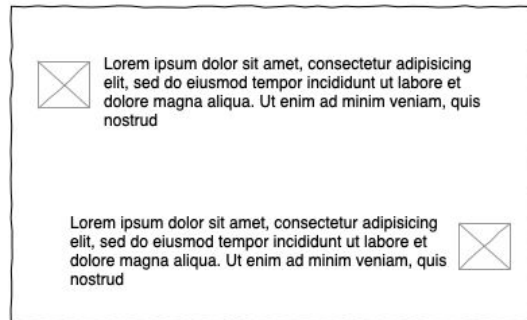 Lorem ipsum dolor sit amet, consectetur adipisicing
elit, sed do eiusmod tempor incididunt ut labore et
dolore magna aliqua. Ut enim ad minim veniam, quis
nostrud
Lorem ipsum dolor sit amet, consectetur adipisicing
elit, sed do eiusmod tempor incididunt ut labore et
dolore magna aliqua. Ut enim ad minim veniam, quis
nostrud